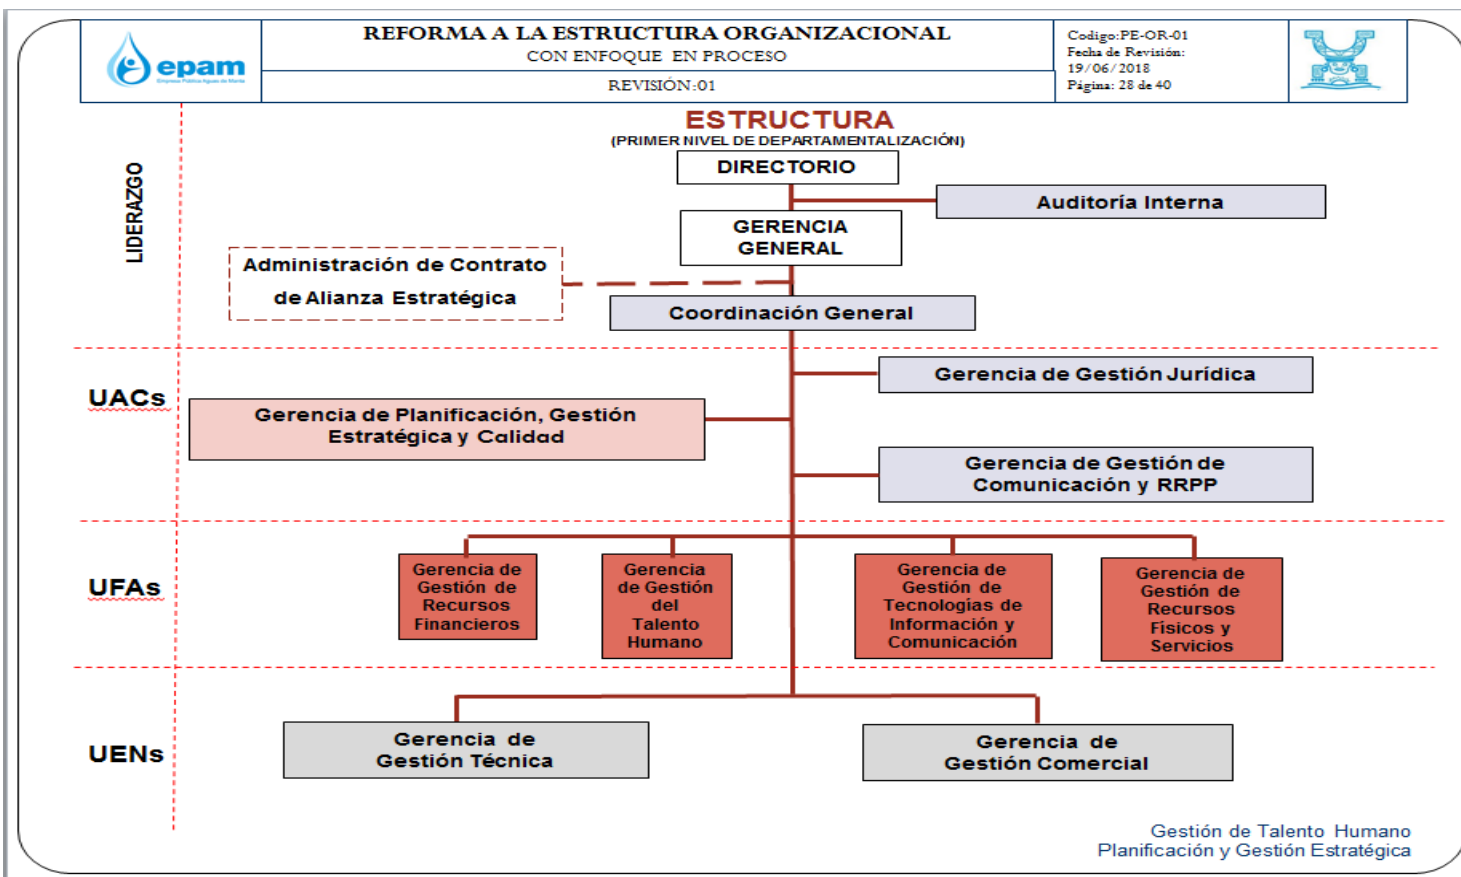 epam
Empresa Pública Aguas de Manta
REFORMA A LA ESTRUCTURA ORGANIZACIONAL
CON ENFOQUE EN PROCESO
REVISIÓN:01
Codigo:PE-OR-01
Fecha de Revisión:
19/06/2018
Página: 28 de 40
ESTRUCTURA
(PRIMER NIVEL DE DEPARTAMENTALIZACIÓN)
LIDERAZGO
DIRECTORIO
Auditoría Interna
GERENCIA
GENERAL
Administración de Contrato
de Alianza Estratégica
Coordinación General
UACs
Gerencia de Gestión Jurídica
Gerencia de Planificación, Gestión
Estratégica y Calidad
Gerencia de Gestión de
Comunicación y RRPP
UFAs
Gerencia de
Gestión de
Recursos
Financieros
Gerencia
de Gestión
del
Talento
Humano
Gerencia de
Gestión de
Tecnologías de
Información y
Comunicación
Gerencia de
Gestión de
Recursos
Físicos y
Servicios
UENs
Gerencia de
Gestión Técnica
Gerencia de
Gestión Comercial
Gestión de Talento Humano
Planificación y Gestión Estratégica